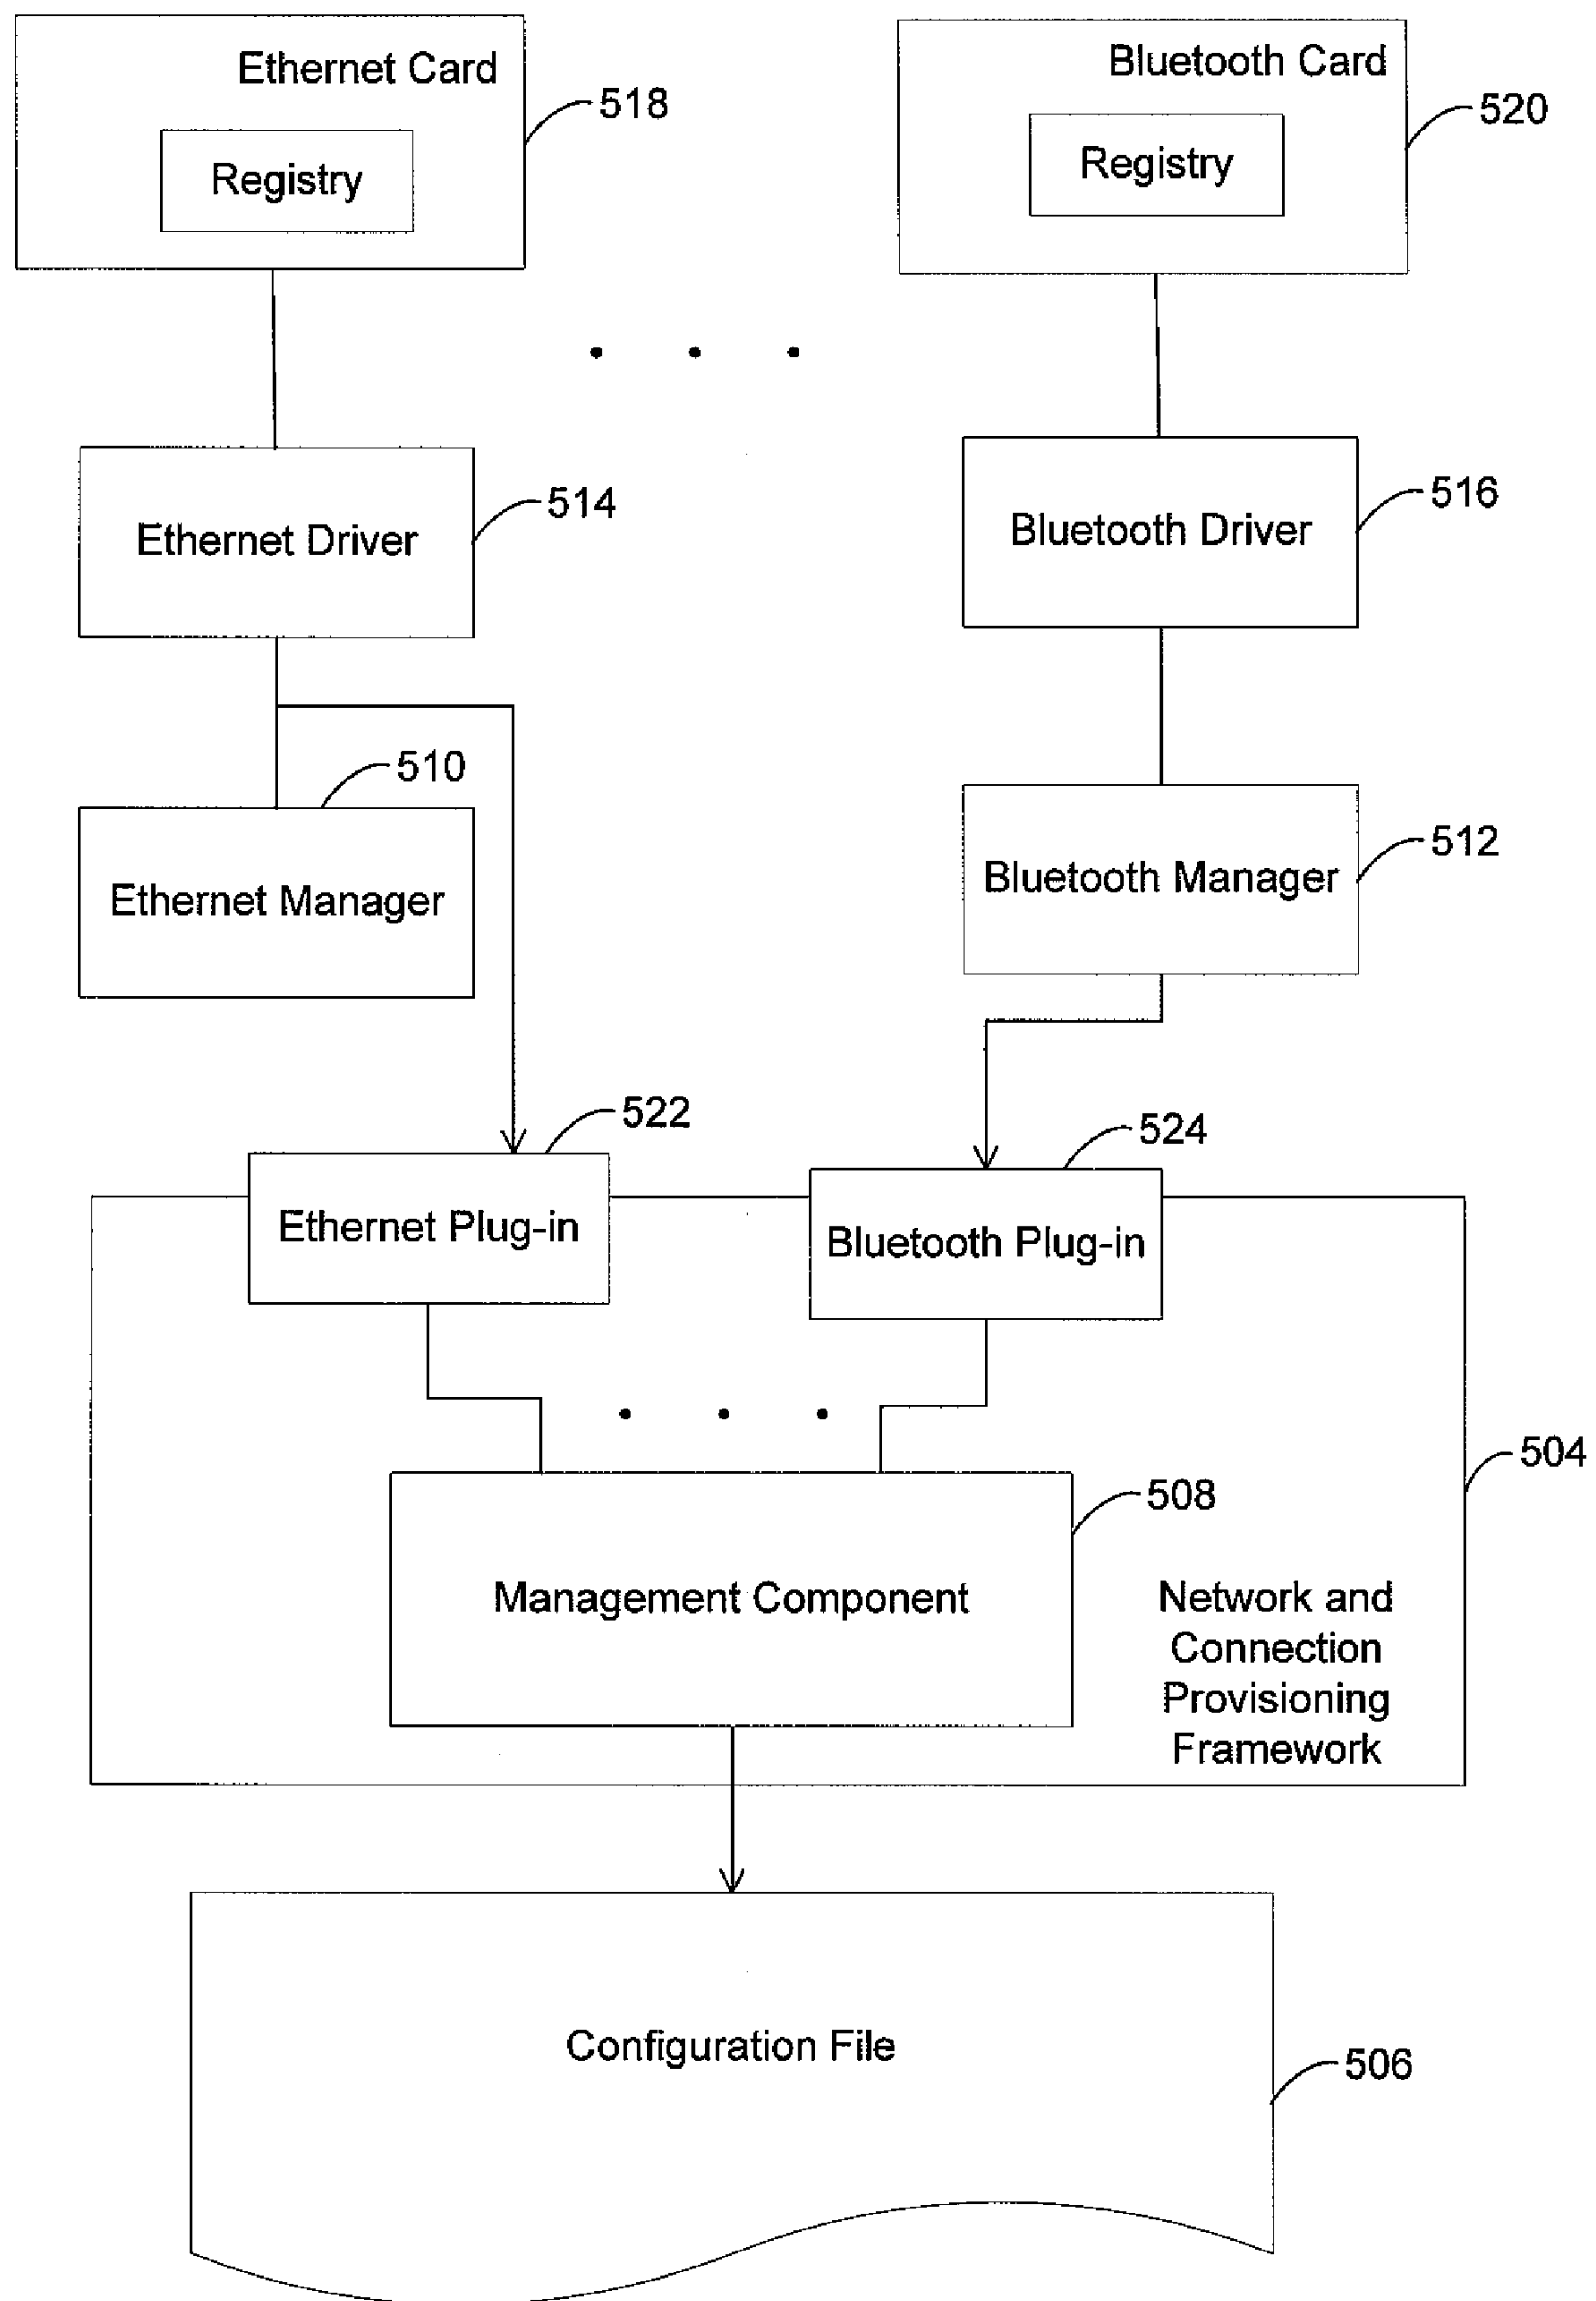 Ethernet Card
518
Registry
Bluetooth Card
520
Registry
Ethernet Driver
514
Bluetooth Driver
516
510
Ethernet Manager
Bluetooth Manager
512
522
Ethernet Plug-in
524
Bluetooth Plug-in
504
508
Management Component
Network and
Connection
Provisioning
Framework
Configuration File
506